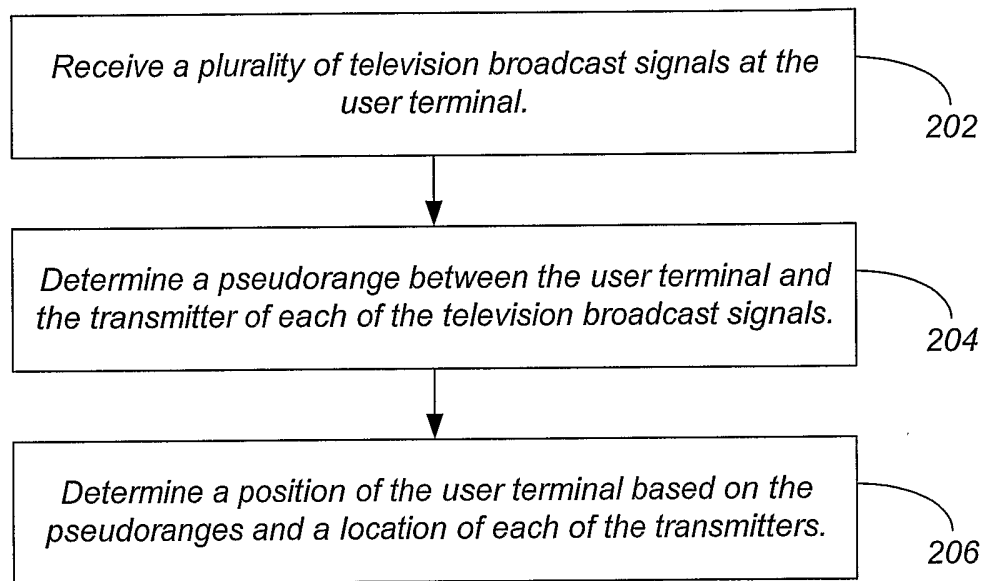 Receive a plurality of television broadcast signals at the
user terminal.
202
Determine a pseudorange between the user terminal and
the transmitter of each of the television broadcast signals.
204
Determine a position of the user terminal based on the
pseudoranges and a location of each of the transmitters.
206